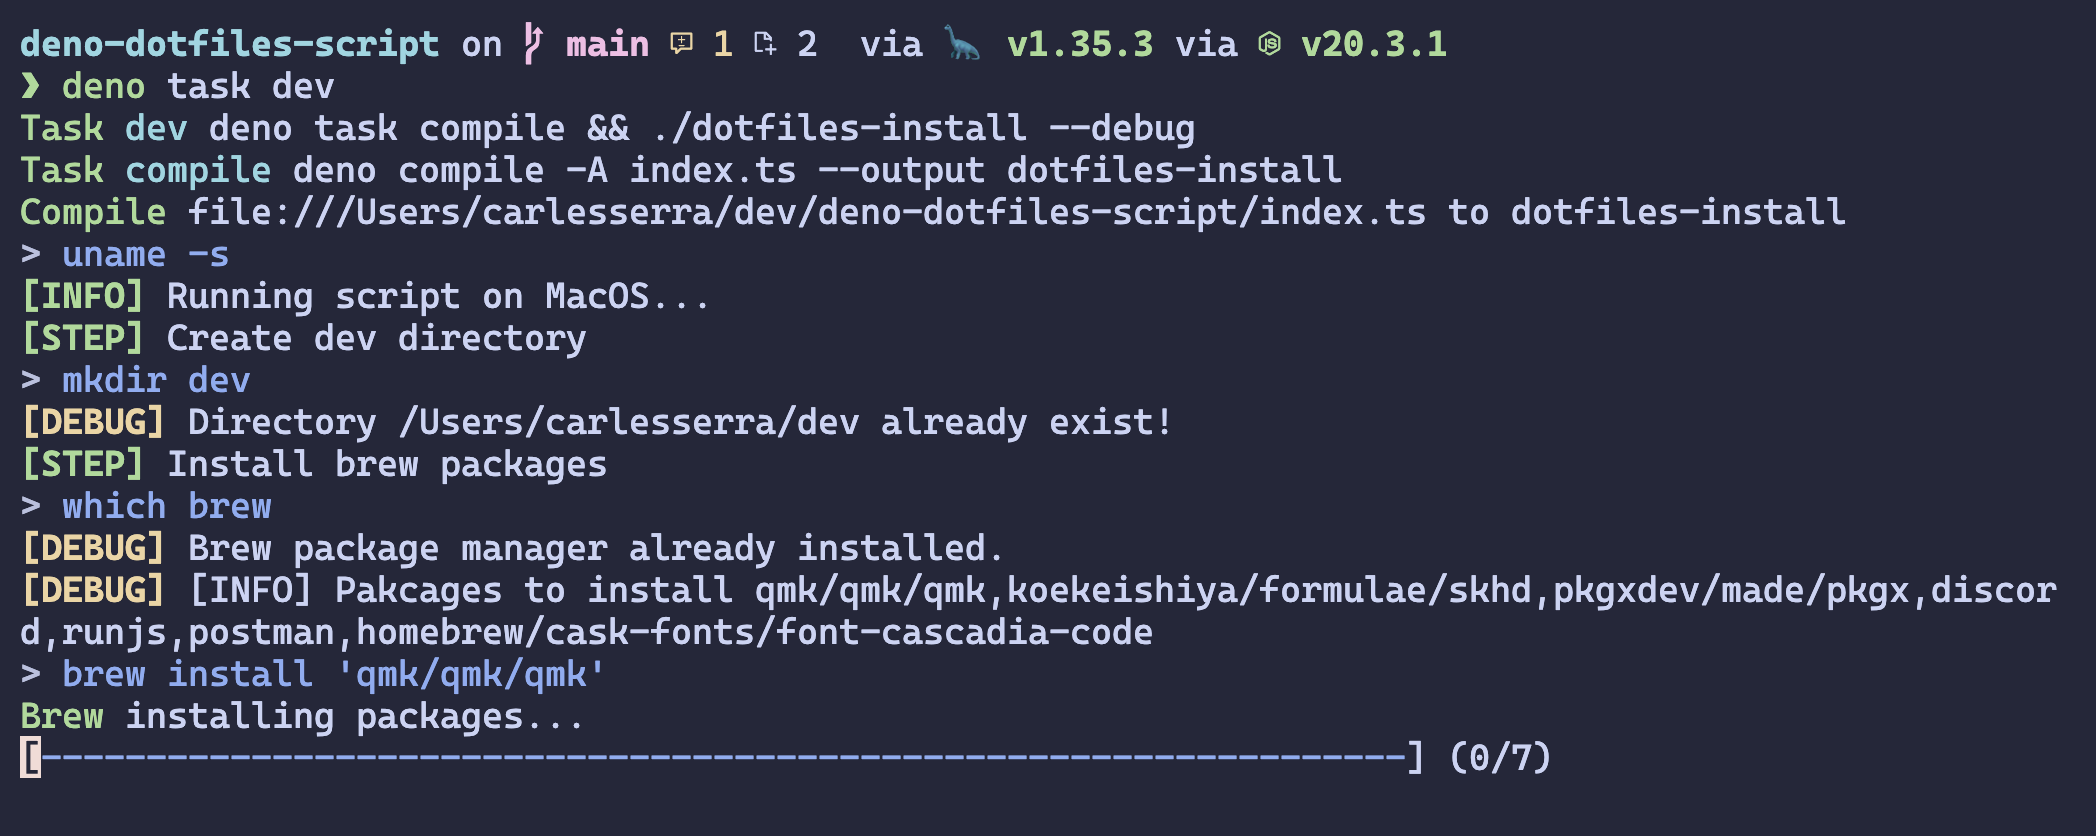 deno-dotfiles-script on main 1 2 via v1.35.3 via v20.3.1
❯ deno task dev
Task dev deno task compile && ./dotfiles-install --debug
Task compile deno compile -A index.ts --output dotfiles-install
Compile file:///Users/carlesserra/dev/deno-dotfiles-script/index.ts to dotfiles-install
> uname -s
[INFO] Running script on MacOS...
[STEP] Create dev directory
> mkdir dev
[DEBUG] Directory /Users/carlesserra/dev already exist!
[STEP] Install brew packages
> which brew
[DEBUG] Brew package manager already installed.
[DEBUG] [INFO] Pakcages to install qmk/qmk/qmk,koekeishiya/formulae/skhd,pkgxdev/made/pkgx,discor
d,runjs,postman,homebrew/cask-fonts/font-cascadia-code
> brew install 'qmk/qmk/qmk'
Brew installing packages...
[-----------------------------------------------------------------] (0/7)